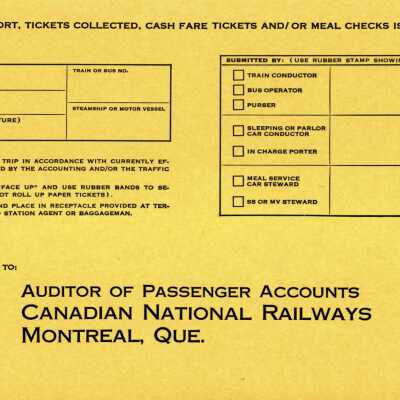 ORT, TICKETS COLLECTED, CASH FARE TICKETS AND/OR MEAL CHECKS IS
TRAIN OR BUS NO.
STEAMSHIP OR MOTOR VESSEL
TURE)
TRIP IN ACCORDANCE WITH CURRENTLY EF-
D BY THE ACCOUNTING AND/OR THE TRAFFIC
FACE UP" AND USE RUBBER BANDS TO SE-
OT ROLL UP PAPER TICKETS).
ND PLACE IN RECEPTACLE PROVIDED AT TER-
STATION AGENT OR BAGGAGEMAN.
SUBMITTED BY: (USE RUBBER STAMP SHOWIN
TRAIN CONDUCTOR
BUS OPERATOR
PURSER
SLEEPING OR PARLOR
CAR CONDUCTOR
IN CHARGE PORTER
MEAL SERVICE
CAR STEWARD
SS OR MV STEWARD
TO:
AUDITOR OF PASSENGER ACCOUNTS
CANADIAN NATIONAL RAILWAYS
MONTREAL, QUE.